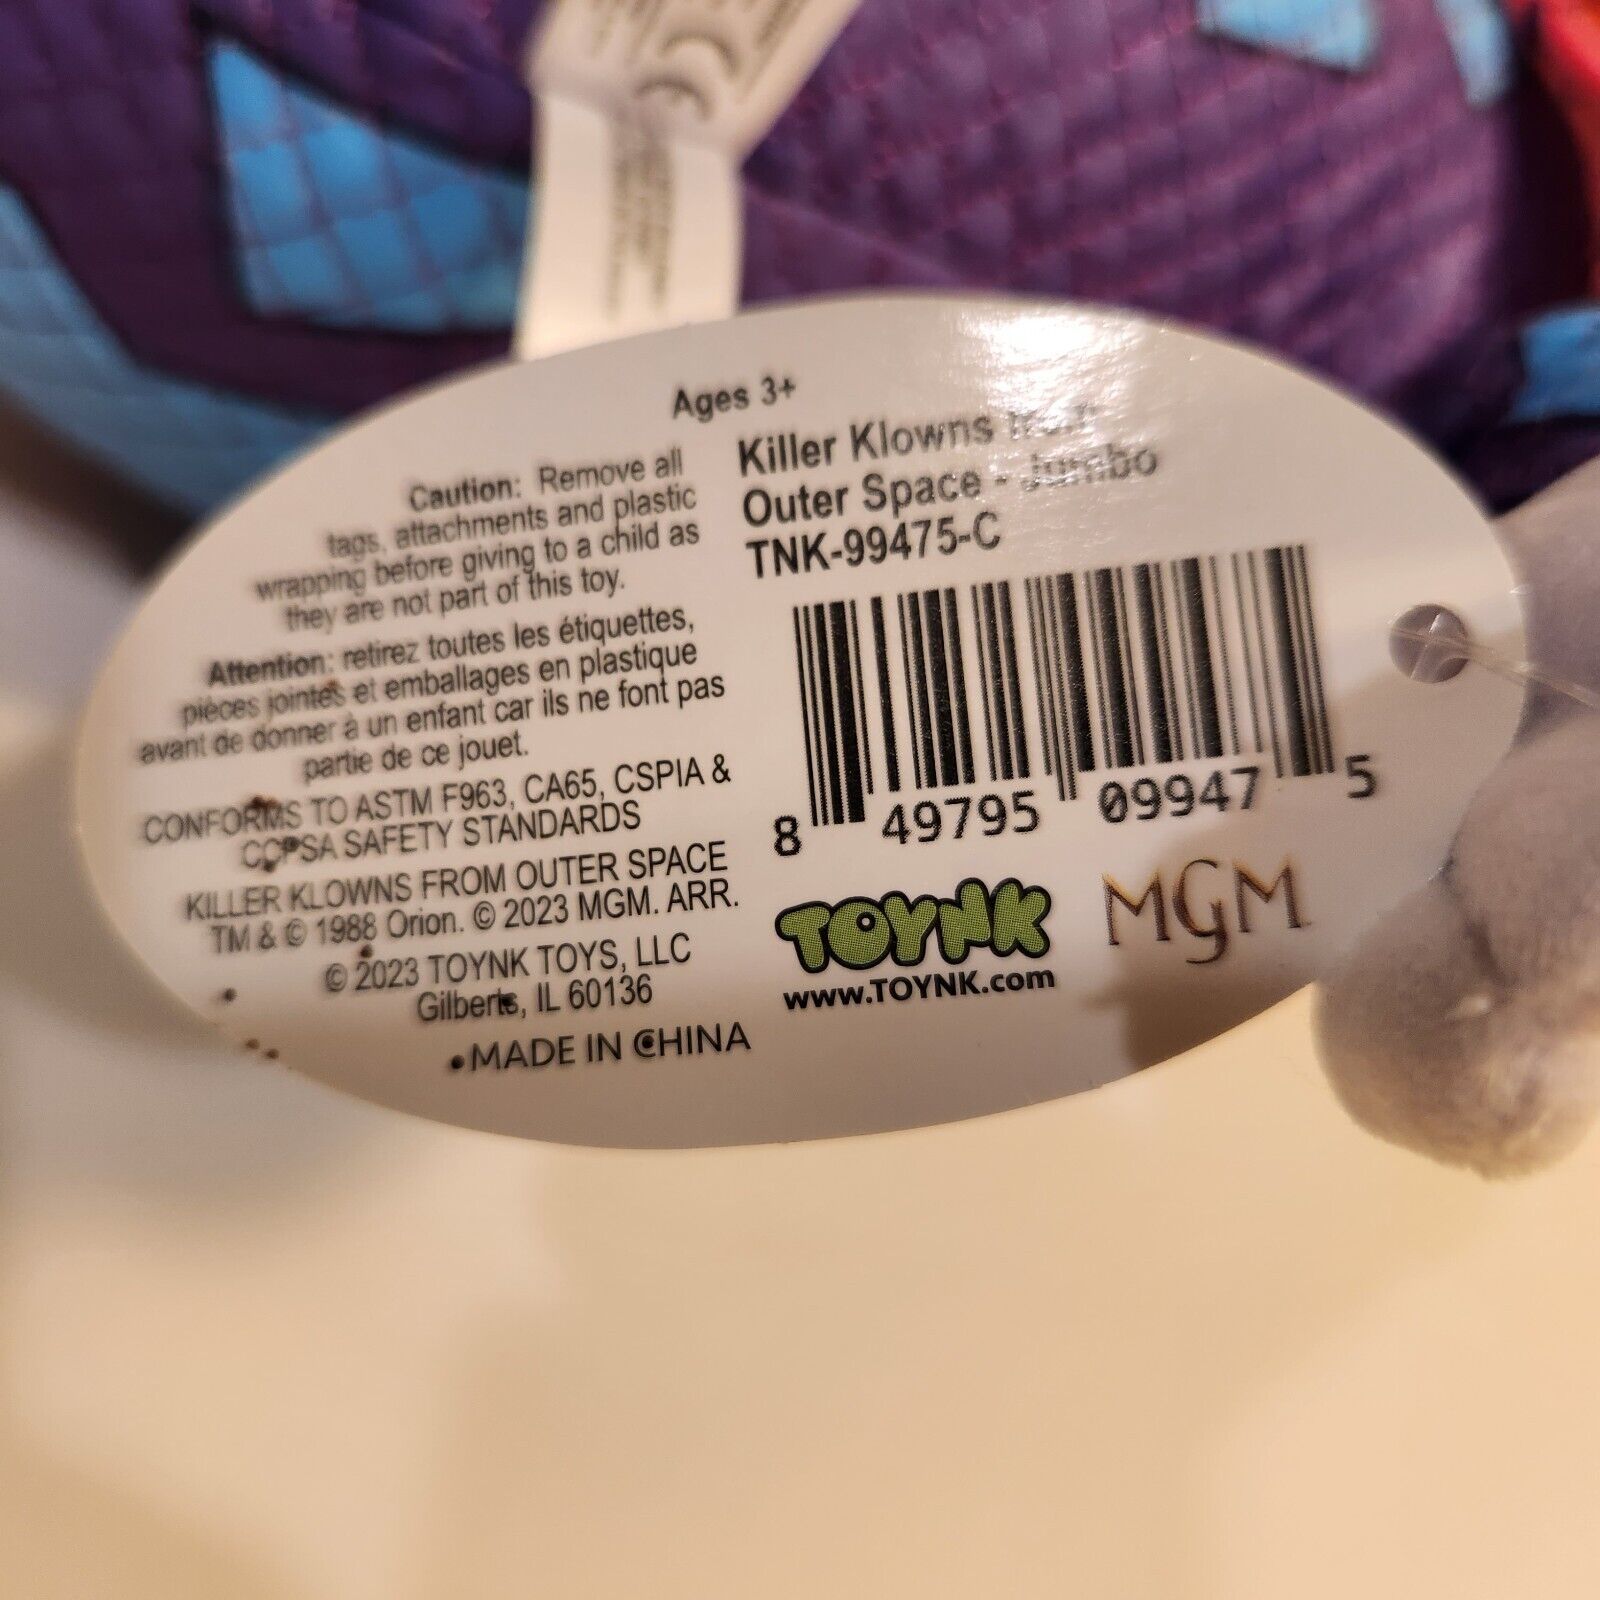 CE
Ages 3+
Caution: Remove all
tags, attachments and plastic
wrapping before giving to a child as
they are not part of this toy.
Attention: retirez toutes les étiquettes,
pièces jointes et emballages en plastique
avant de donner à un enfant car ils ne font pas
partie de ce jouet.
CONFORMS TO ASTM F963, CA65, CSPIA &
CCPSA SAFETY STANDARDS
KILLER KLOWNS FROM OUTER SPACE
TM & © 1988 Orion. © 2023 MGM. ARR.
© 2023 TOYNK TOYS, LLC
Gilberts, IL 60136
MADE IN CHINA
Killer Klowns
Outer Space - Jumbo
TNK-99475-C
8 49795 09947 5
TOYNK
www.TOYNK.com
MGM